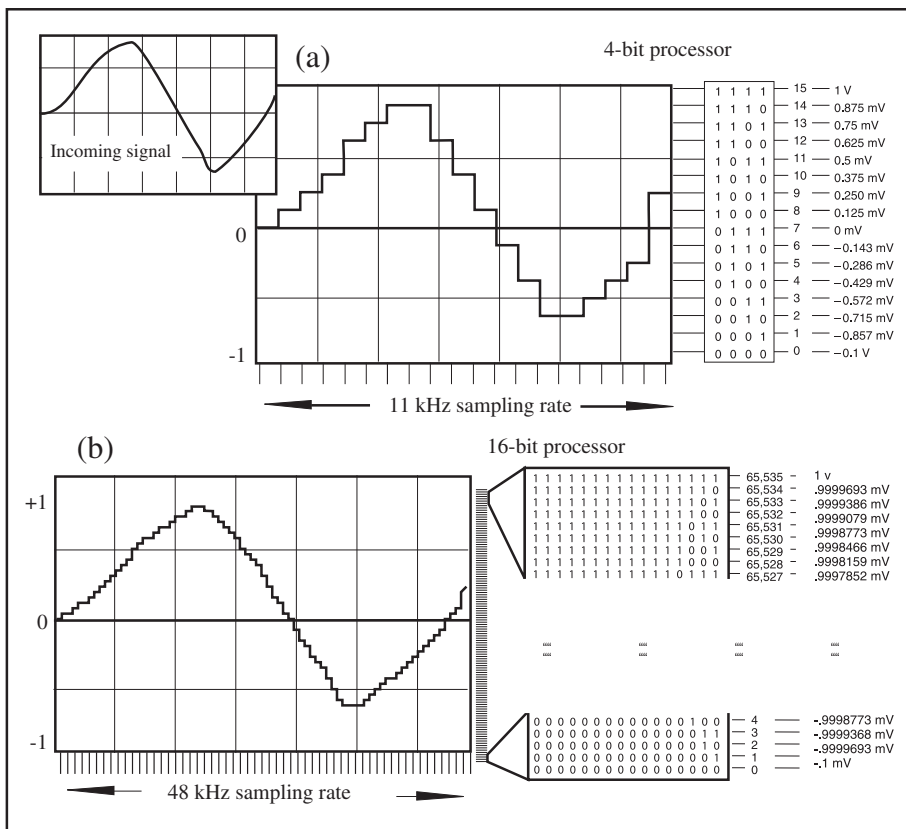 (a)
4-bit processor
Incoming signal
0
-1
1 1 1 1 15 1 V
1 1 1 0 14 0.875 mV
1 1 0 1 13 0.75 mV
1 1 0 0 12 0.625 mV
1 0 1 1 11 0.5 mV
1 0 1 0 10 0.375 mV
1 0 0 1 9 0.250 mV
1 0 0 0 8 0.125 mV
0 1 1 1 7 0 mV
0 1 1 0 6 –0.143 mV
0 1 0 1 5 –0.286 mV
0 1 0 0 4 –0.429 mV
0 0 1 1 3 –0.572 mV
0 0 1 0 2 –0.715 mV
0 0 0 1 1 –0.857 mV
0 0 0 0 0 –0.1 V
11 kHz sampling rate
(b)
16-bit processor
+1
0
-1
1 1 1 1 1 1 1 1 1 1 1 1 1 1 1 1 65,535 - 1 v
1 1 1 1 1 1 1 1 1 1 1 1 1 1 1 0 65,534 - .9999693 mV
1 1 1 1 1 1 1 1 1 1 1 1 1 1 0 0 65,533 - .9999386 mV
1 1 1 1 1 1 1 1 1 1 1 1 1 1 0 0 65,532 - .9999079 mV
1 1 1 1 1 1 1 1 1 1 1 1 1 0 1 0 65,531 - .9998773 mV
1 1 1 1 1 1 1 1 1 1 1 1 1 0 1 0 65,530 - .9998466 mV
1 1 1 1 1 1 1 1 1 1 1 1 1 0 0 1 65,529 - .9998466 mV
1 1 1 1 1 1 1 1 1 1 1 1 1 0 0 0 65,528 - .9998159 mV
1 1 1 1 1 1 1 1 1 1 1 1 0 1 1 1 65,527 - .9997852 mV
0 0 0 0 0 0 0 0 0 0 0 0 0 1 0 0 4 -.9998773 mV
0 0 0 0 0 0 0 0 0 0 0 0 0 0 1 1 3 -.9999368 mV
0 0 0 0 0 0 0 0 0 0 0 0 0 0 1 0 2 -.9999693 mV
0 0 0 0 0 0 0 0 0 0 0 0 0 0 0 1 1 -.1 mV
0 0 0 0 0 0 0 0 0 0 0 0 0 0 0 0 0
48 kHz sampling rate